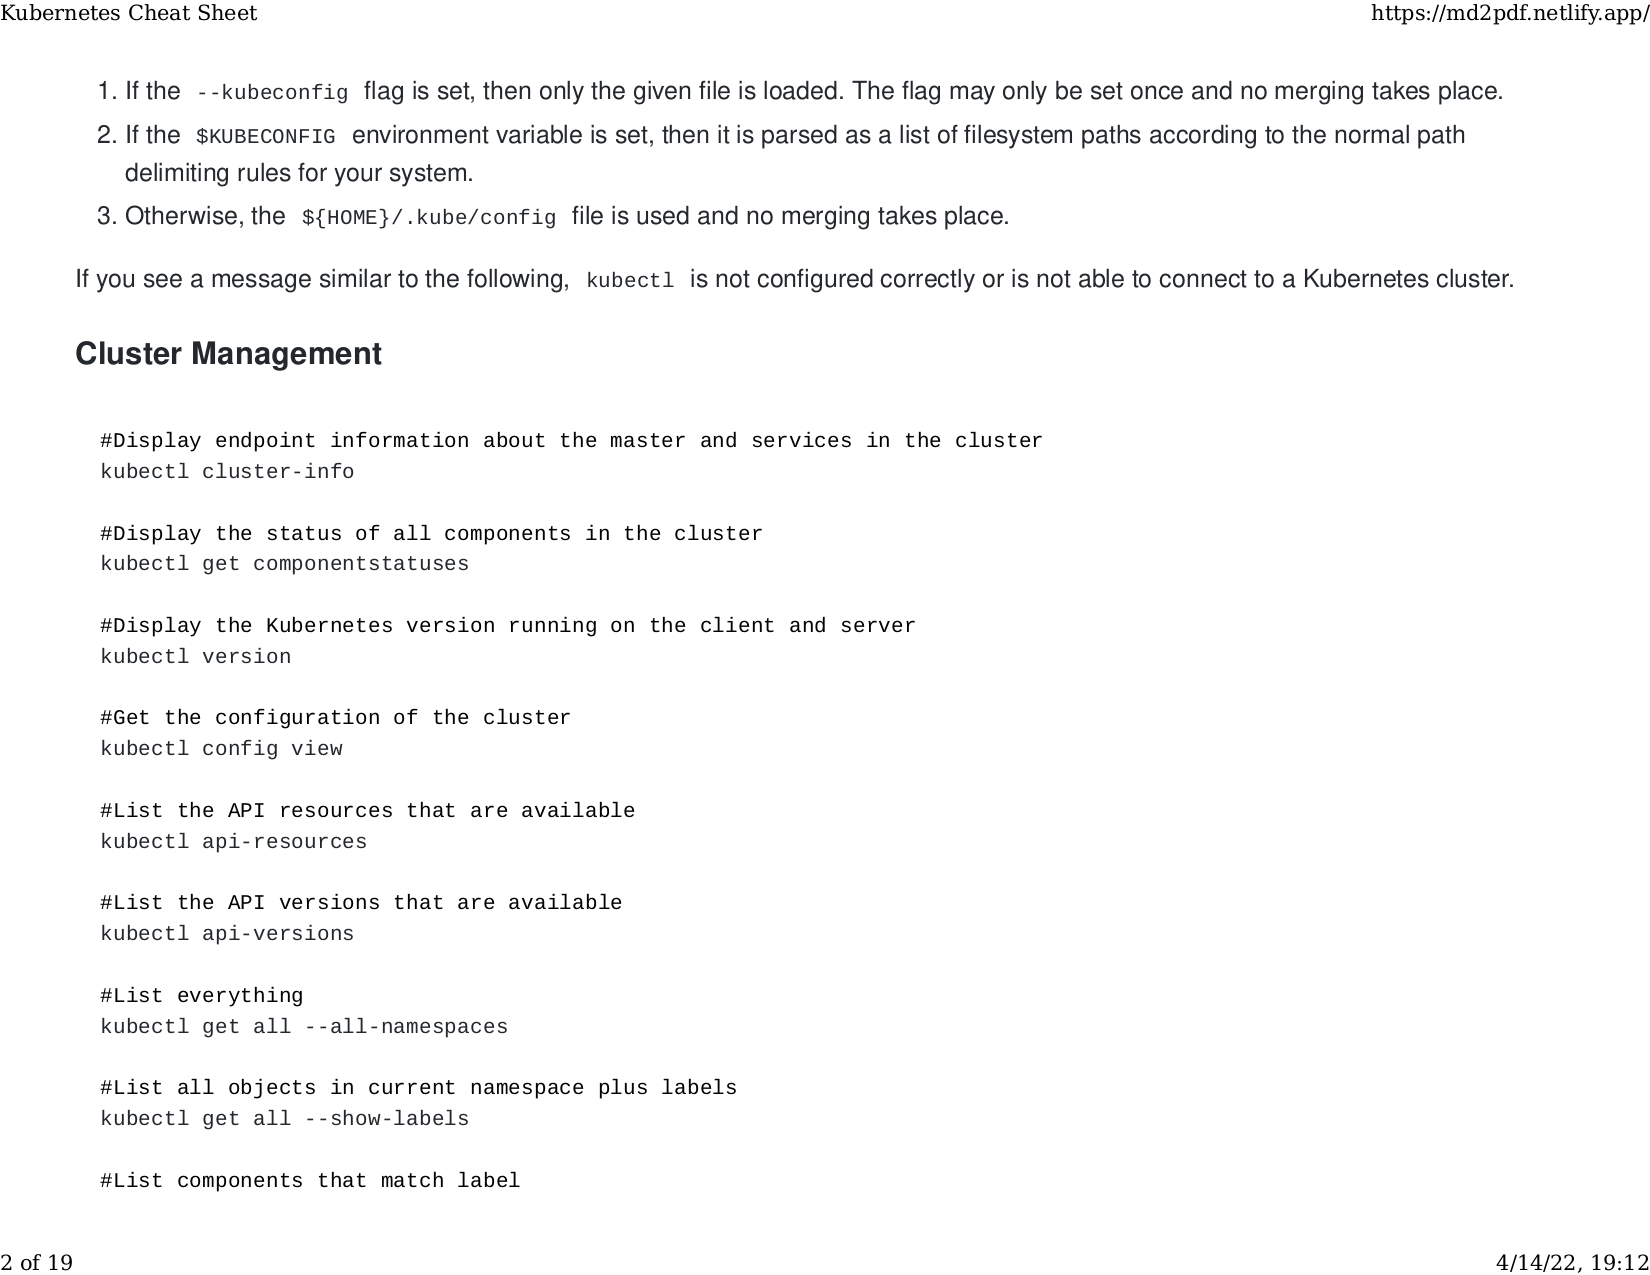 Kubernetes Cheat Sheet https://md2pdf.netlify.app/
1. If the --kubeconfig flag is set, then only the given file is loaded. The flag may only be set once and no merging takes place.
2. If the $KUBECONFIG environment variable is set, then it is parsed as a list of filesystem paths according to the normal path
delimiting rules for your system.
3. Otherwise, the ${HOME}/.kube/config file is used and no merging takes place.
If you see a message similar to the following, kubectl is not configured correctly or is not able to connect to a Kubernetes cluster.
Cluster Management
#Display endpoint information about the master and services in the cluster
kubectl cluster-info
#Display the status of all components in the cluster
kubectl get componentstatuses
#Display the Kubernetes version running on the client and server
kubectl version
#Get the configuration of the cluster
kubectl config view
#List the API resources that are available
kubectl api-resources
#List the API versions that are available
kubectl api-versions
#List everything
kubectl get all --all-namespaces
#List all objects in current namespace plus labels
kubectl get all --show-labels
#List components that match label
2 of 19 4/14/22, 19:12